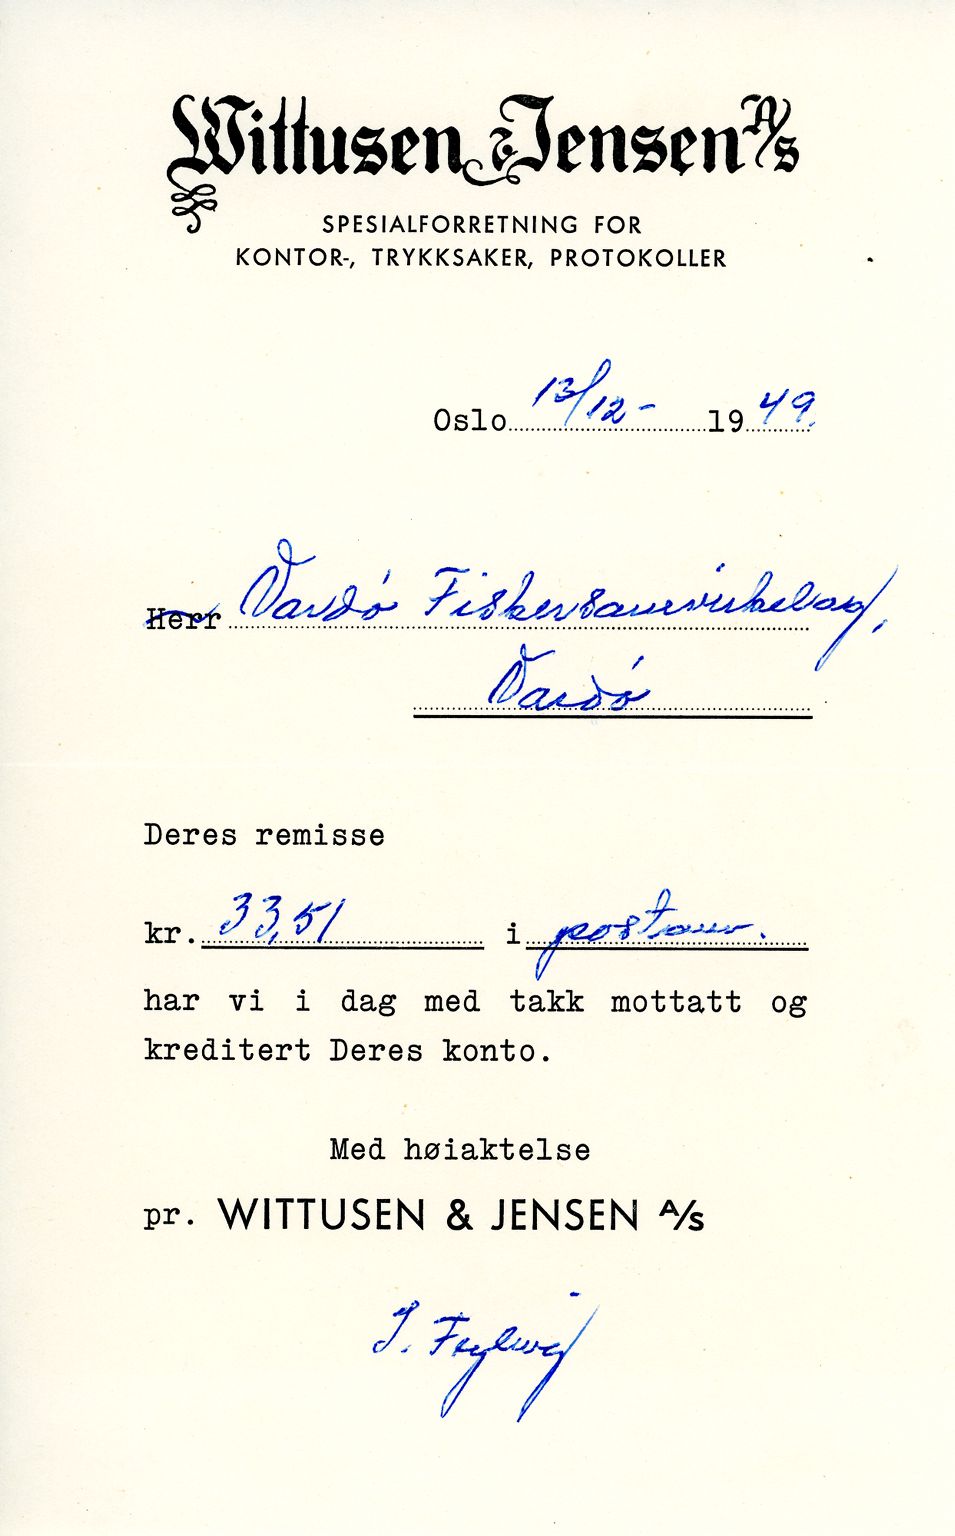 Wittusen & Jensen A/S
SPESIALFORRETNING FOR
KONTOR-, TRYKKSAKER, PROTOKOLLER
Oslo 13/12- 1949.
Herr Vardø Fiskersamvirkelag,
Vardø
Deres remisse
kr. 33,51 i postanv.
har vi i dag med takk mottatt og
kreditert Deres konto.
Med høiaktelse
pr. WITTUSEN & JENSEN A/S